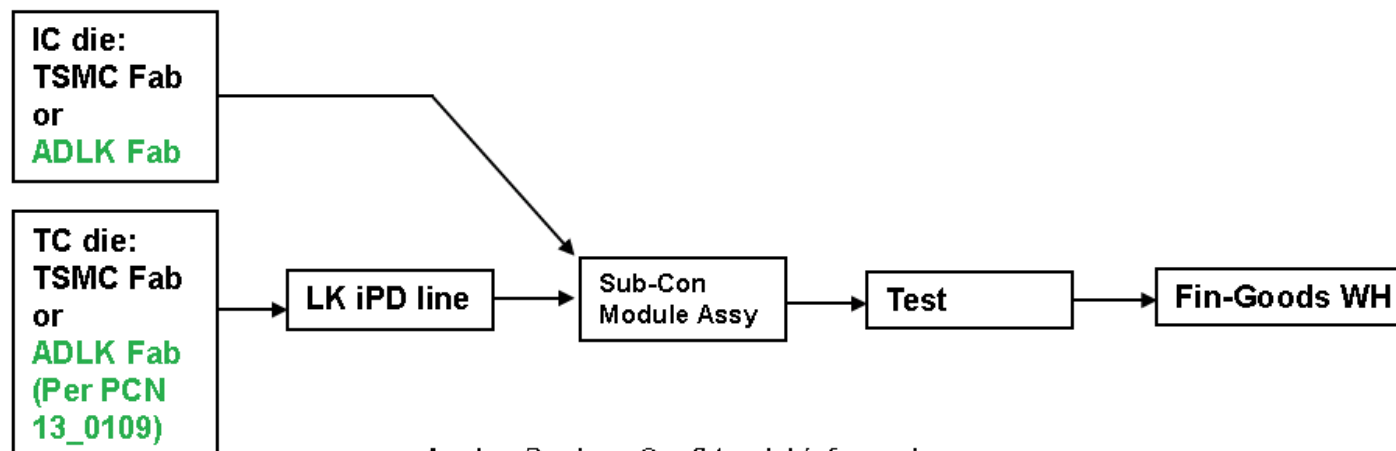 IC die:
TSMC Fab
or
ADLK Fab
TC die:
TSMC Fab
or
ADLK Fab
(Per PCN
13_0109)
LK iPD line
Sub-Con
Module Assy
Test
Fin-Goods WH